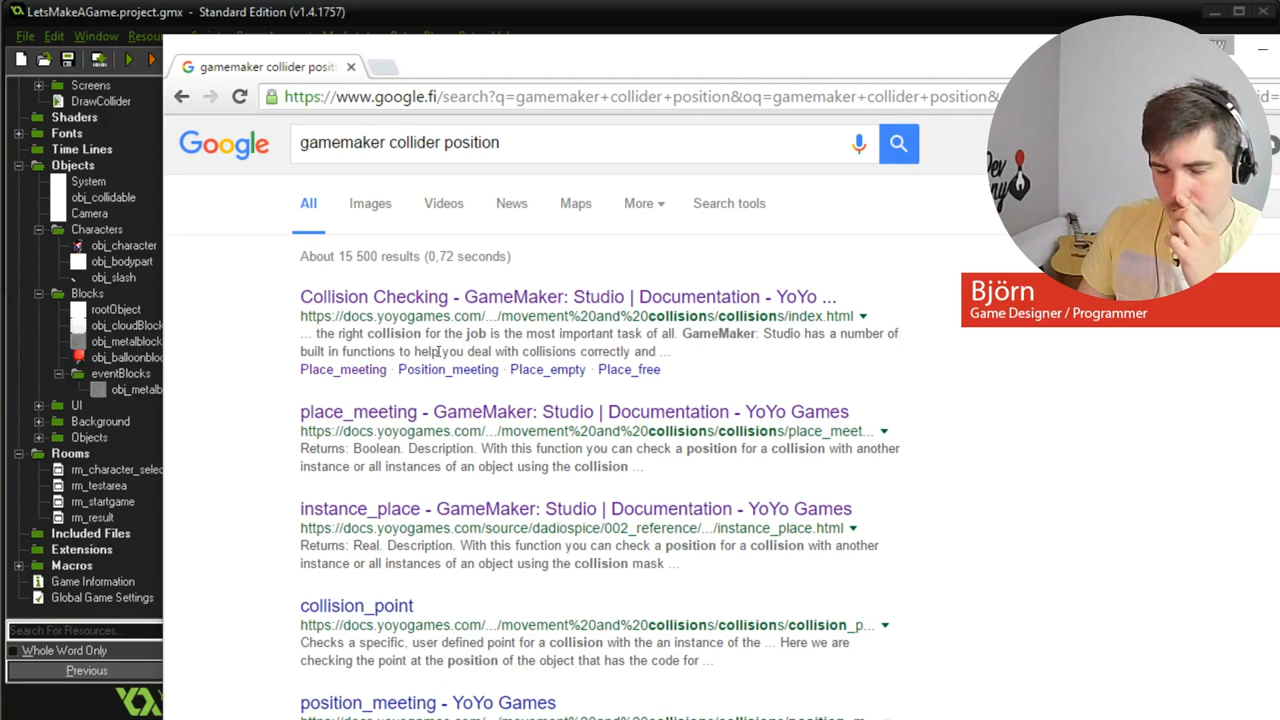 LetsMakeAGame.project.gmx - Standard Edition (v1.4.1757)
File Edit Window Resou
Screens
DrawCollider
Shaders
Fonts
Time Lines
Objects
System
obj_collidable
Camera
Characters
obj_character
obj_bodypart
obj_slash
Blocks
rootObject
obj_cloudBlock
obj_metalblock
obj_balloonbloc
eventBlocks
obj_metalb
UI
Background
Objects
Rooms
rm_character_selec
rm_testarea
rm_startgame
rm_result
Included Files
Extensions
Macros
Game Information
Global Game Settings
Search For Resources...
Whole Word Only
Previous
gamemaker collider posit
https://www.google.fi/search?q=gamemaker+collider+position&oq=gamemaker+collider+position&
Google
gamemaker collider position
All Images Videos News Maps More Search tools
About 15 500 results (0,72 seconds)
Collision Checking - GameMaker: Studio | Documentation - YoYo ...
https://docs.yoyogames.com/.../movement%20and%20collisions/collisions/index.html
... the right collision for the job is the most important task of all. GameMaker: Studio has a number of
built in functions to help you deal with collisions correctly and ...
Place_meeting · Position_meeting · Place_empty · Place_free
place_meeting - GameMaker: Studio | Documentation - YoYo Games
https://docs.yoyogames.com/.../movement%20and%20collisions/collisions/place_meet...
Returns: Boolean. Description. With this function you can check a position for a collision with another
instance or all instances of an object using the collision ...
instance_place - GameMaker: Studio | Documentation - YoYo Games
https://docs.yoyogames.com/source/dadiospice/002_reference/.../instance_place.html
Returns: Real. Description. With this function you can check a position for a collision with another
instance or all instances of an object using the collision mask ...
collision_point
https://docs.yoyogames.com/.../movement%20and%20collisions/collisions/collision_p...
Checks a specific, user defined point for a collision with the an instance of the ... Here we are
checking the point at the position of the object that has the code for ...
position_meeting - YoYo Games
Björn
Game Designer / Programmer